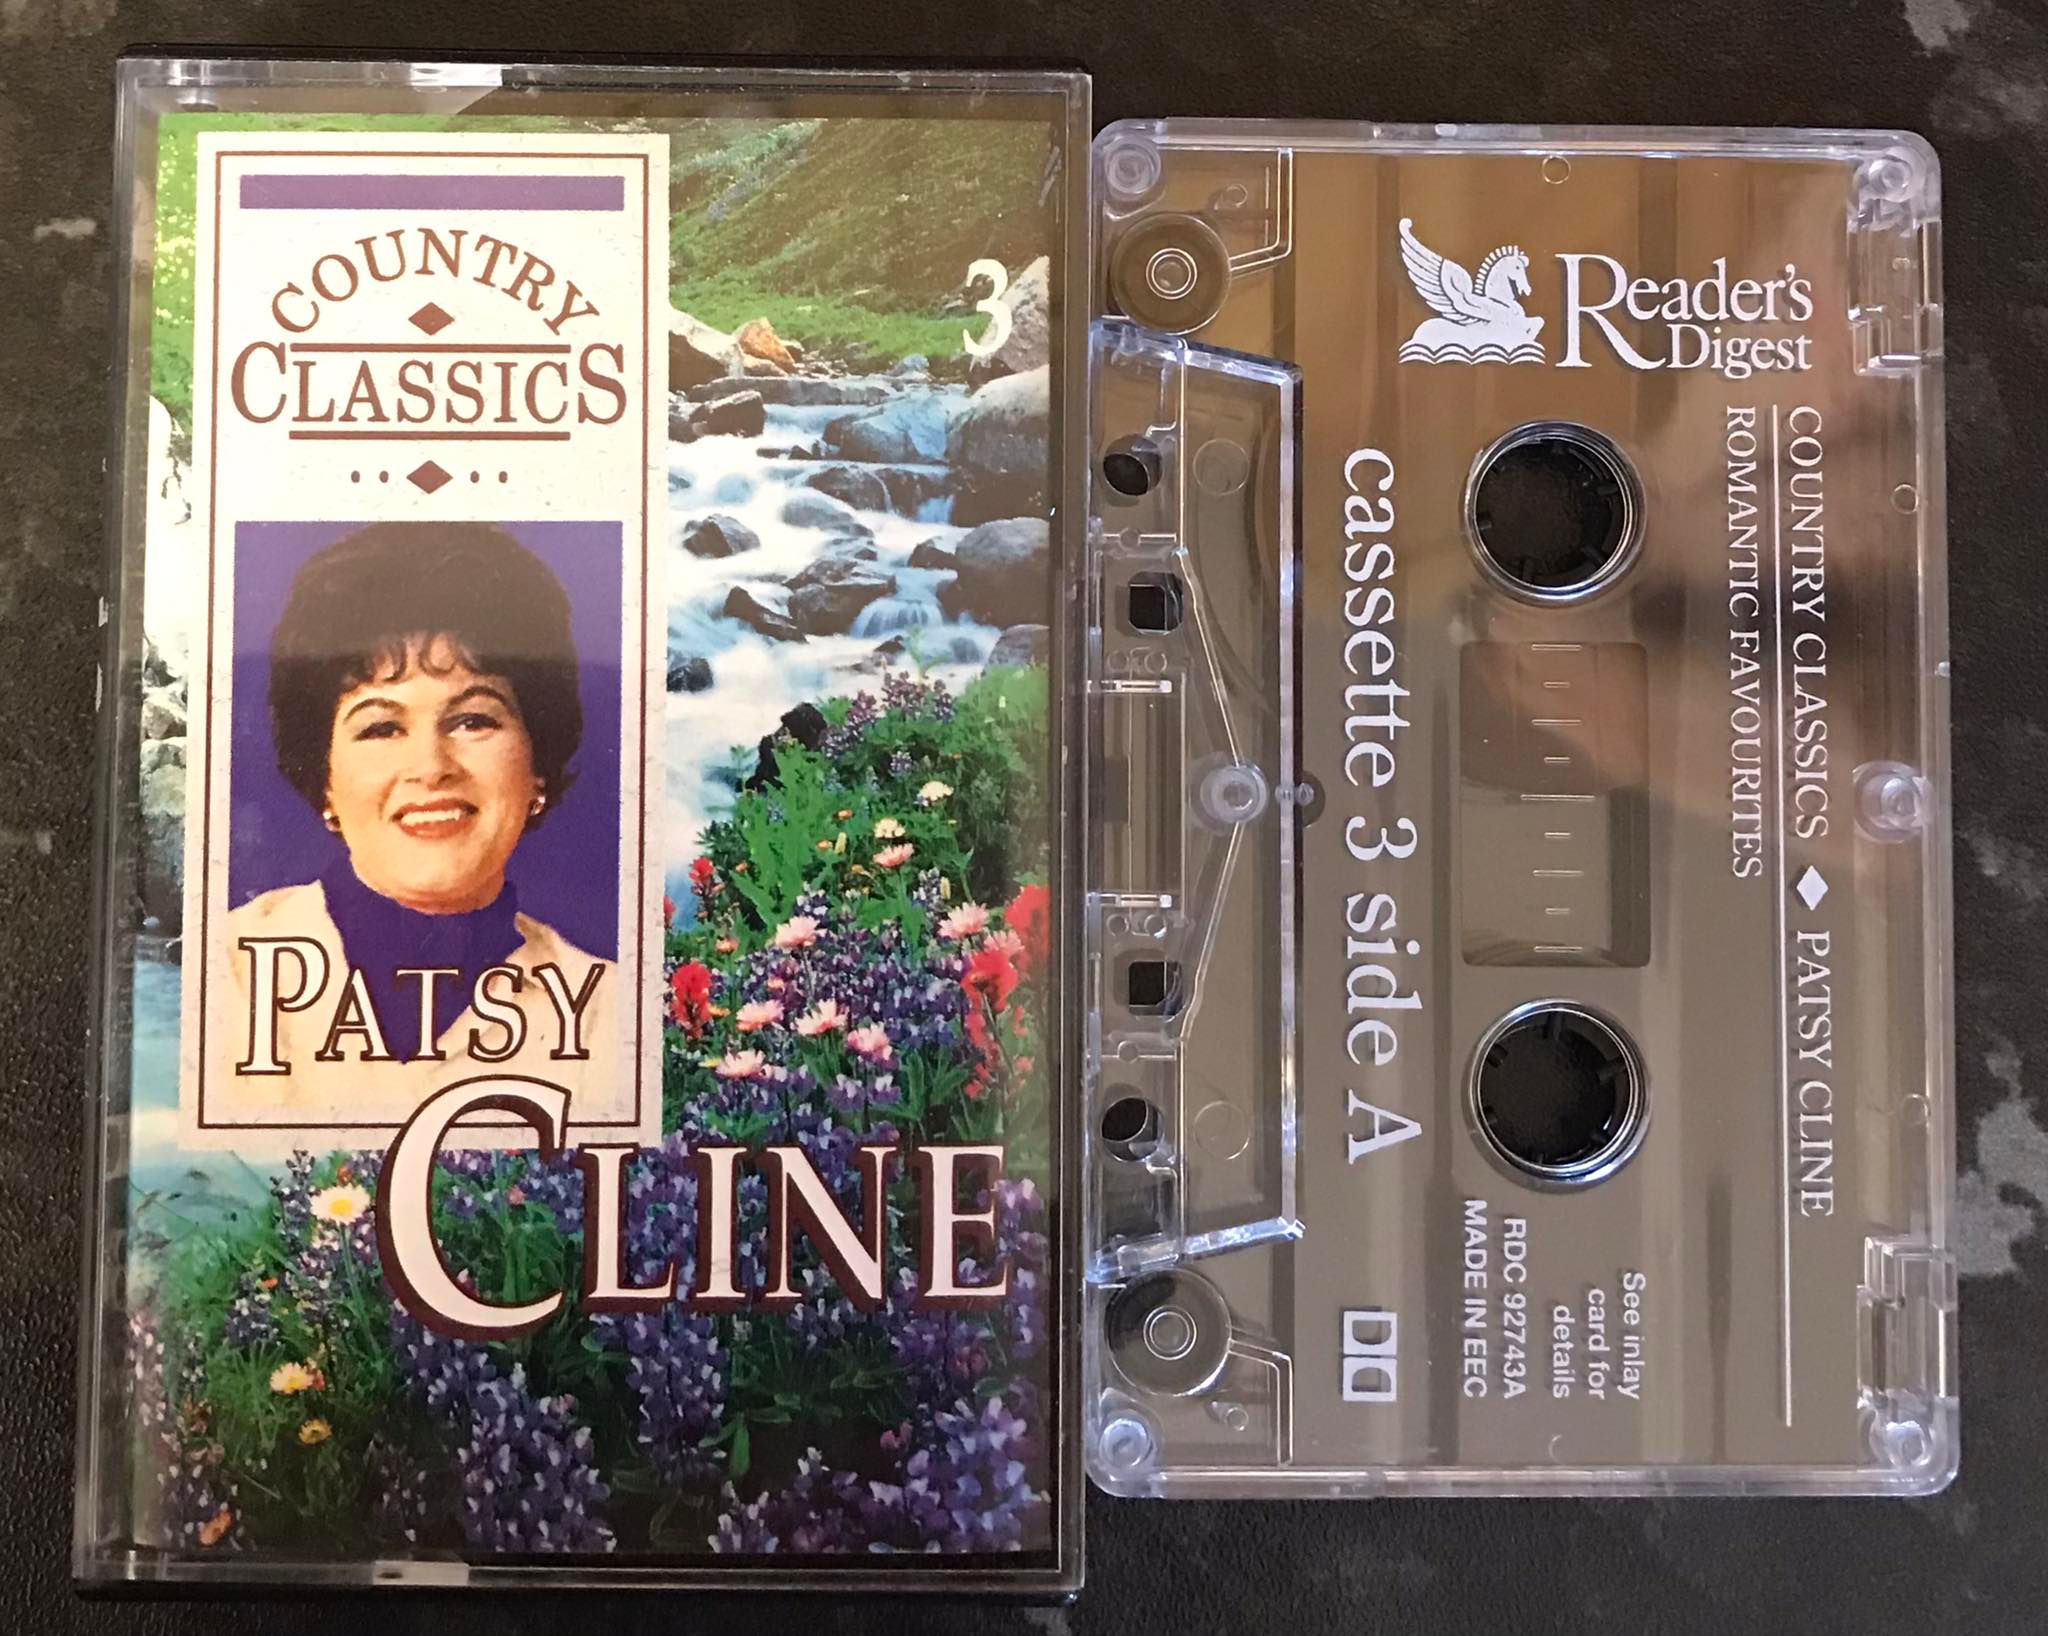 COUNTRY
CLASSICS
3
PATSY
CLINE
Reader's
Digest
COUNTRY CLASSICS ♦ PATSY CLINE
ROMANTIC FAVOURITES
cassette 3 side A
See inlay
card for
details
RDC 92743A
MADE IN EEC